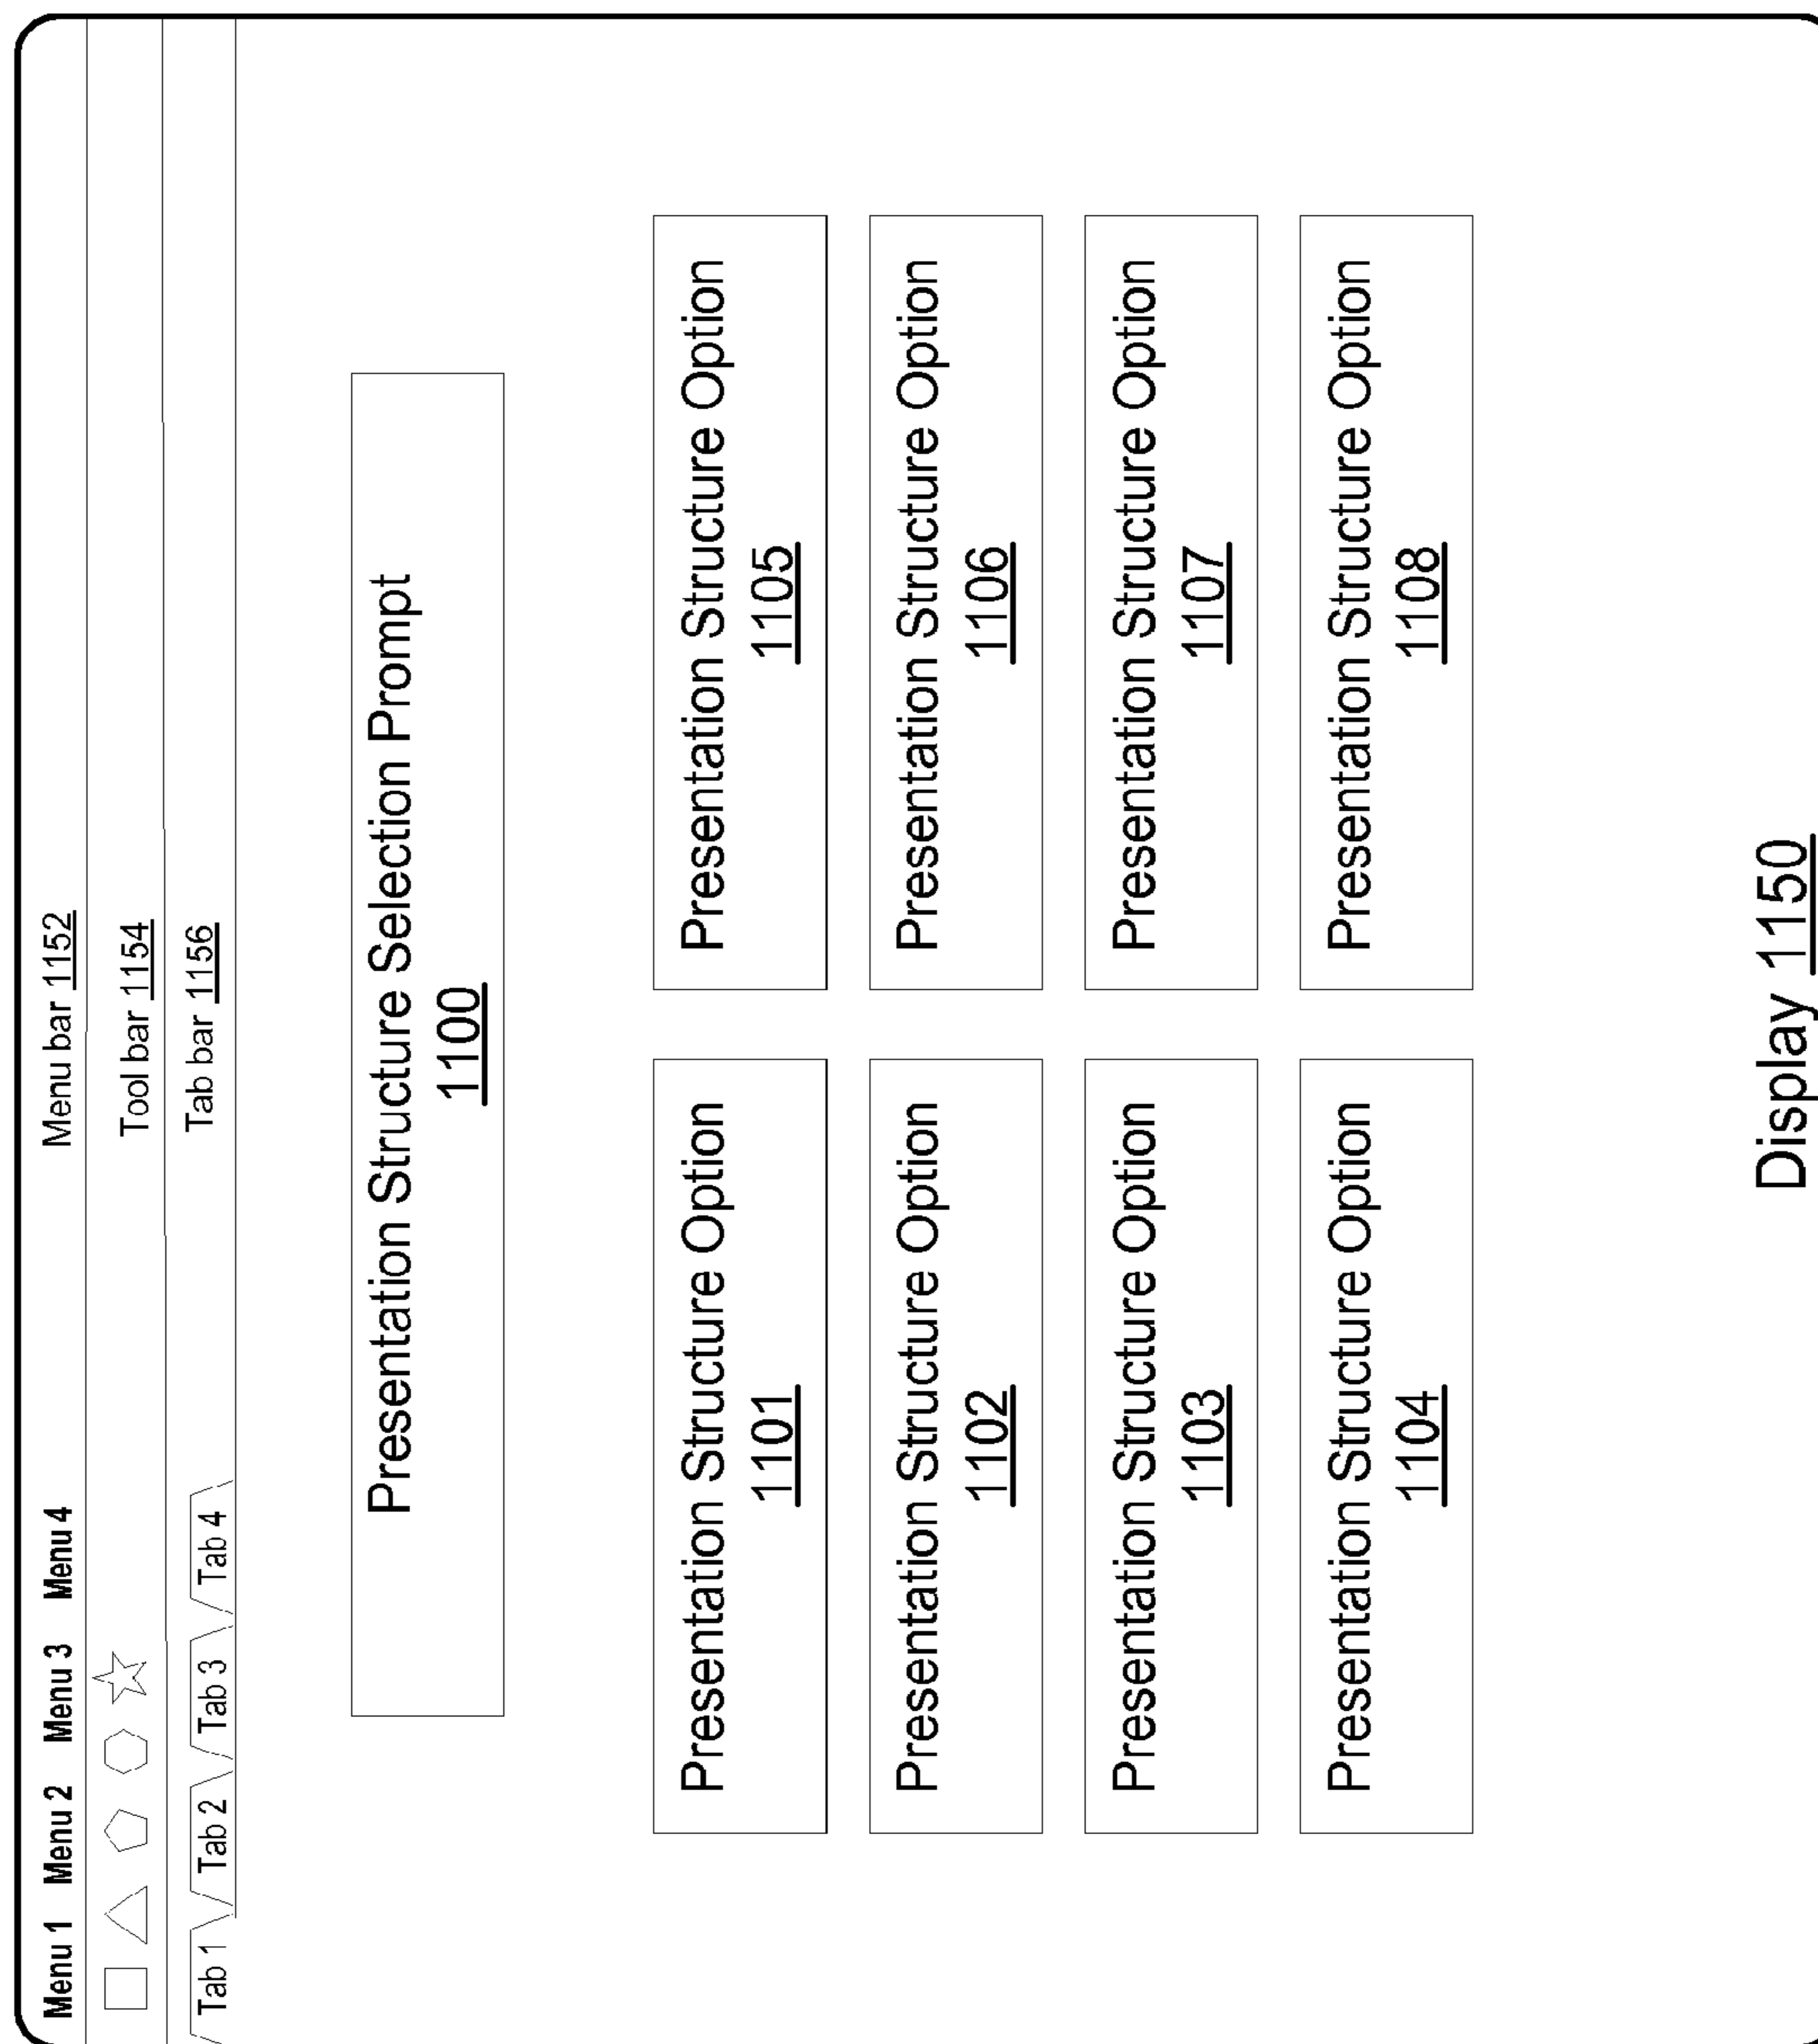 Menu 1 Menu 2 Menu 3 Menu 4 Menu bar 1152
Tool bar 1154
Tab 1 Tab 2 Tab 3 Tab 4 Tab bar 1156
Presentation Structure Selection Prompt
1100
Presentation Structure Option
1101
Presentation Structure Option
1105
Presentation Structure Option
1102
Presentation Structure Option
1106
Presentation Structure Option
1103
Presentation Structure Option
1107
Presentation Structure Option
1104
Presentation Structure Option
1108
Display 1150